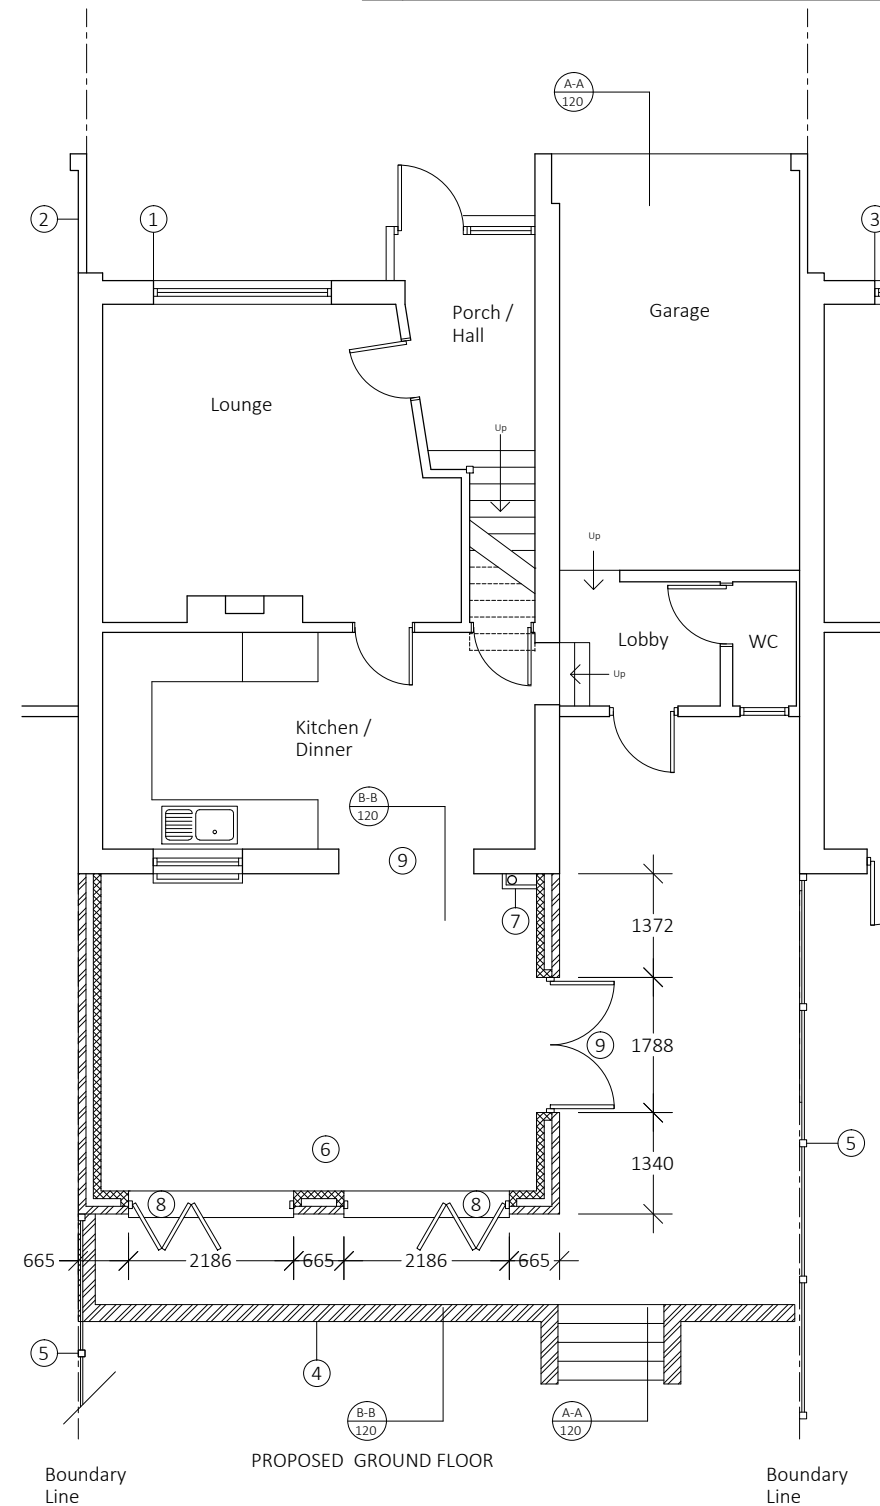 A-A
120
2
1
3
Porch /
Hall
Garage
Lounge
Up
Up
Lobby
WC
Up
Kitchen /
Dinner
B-B
120
9
7
1372
9
1788
6
5
1340
8
8
665
2186
665
2186
665
5
4
B-B
120
A-A
120
PROPOSED GROUND FLOOR
Boundary
Line
Boundary
Line